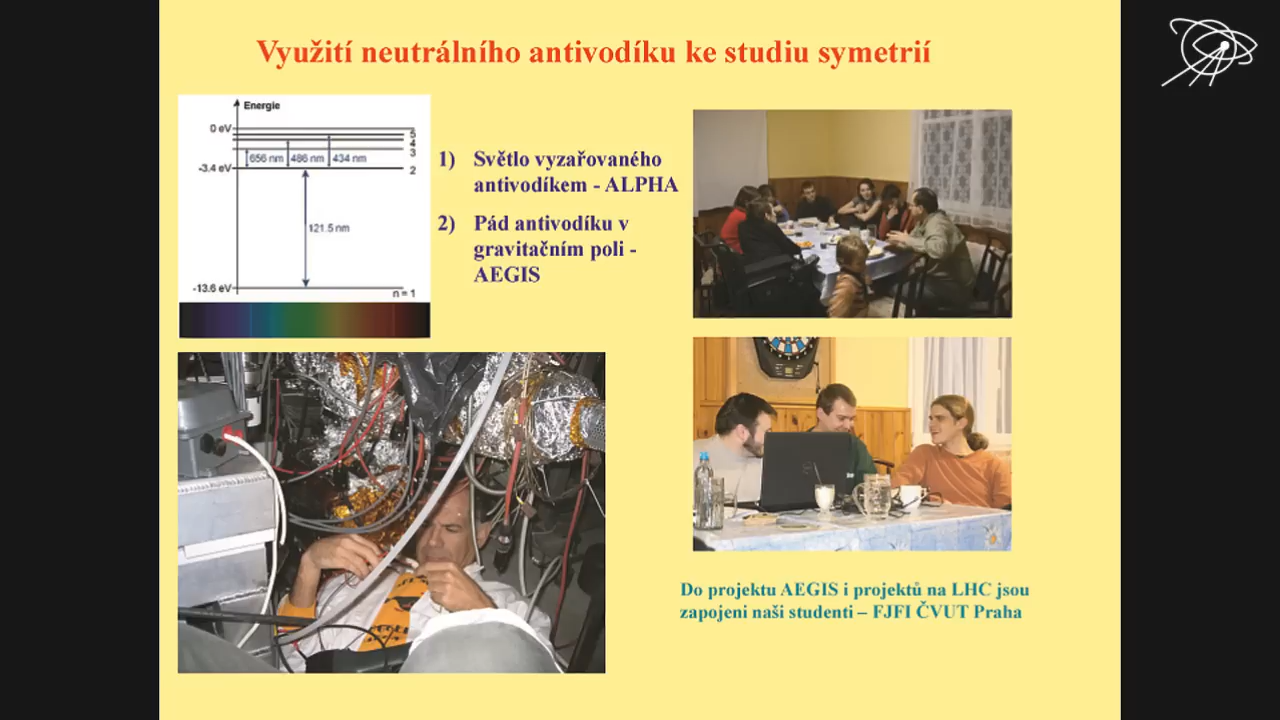 Využití neutrálního antivodíku ke studiu symetrií
Energie
0 eV
5
4
3
656 nm
486 nm
434 nm
-3.4 eV
2
121.5 nm
-13.6 eV
n = 1
1) Světlo vyzařovaného
antivodíkem - ALPHA
2) Pád antivodíku v
gravitačním poli -
AEGIS
Do projektu AEGIS i projektů na LHC jsou
zapojeni naši studenti – FJFI ČVUT Praha